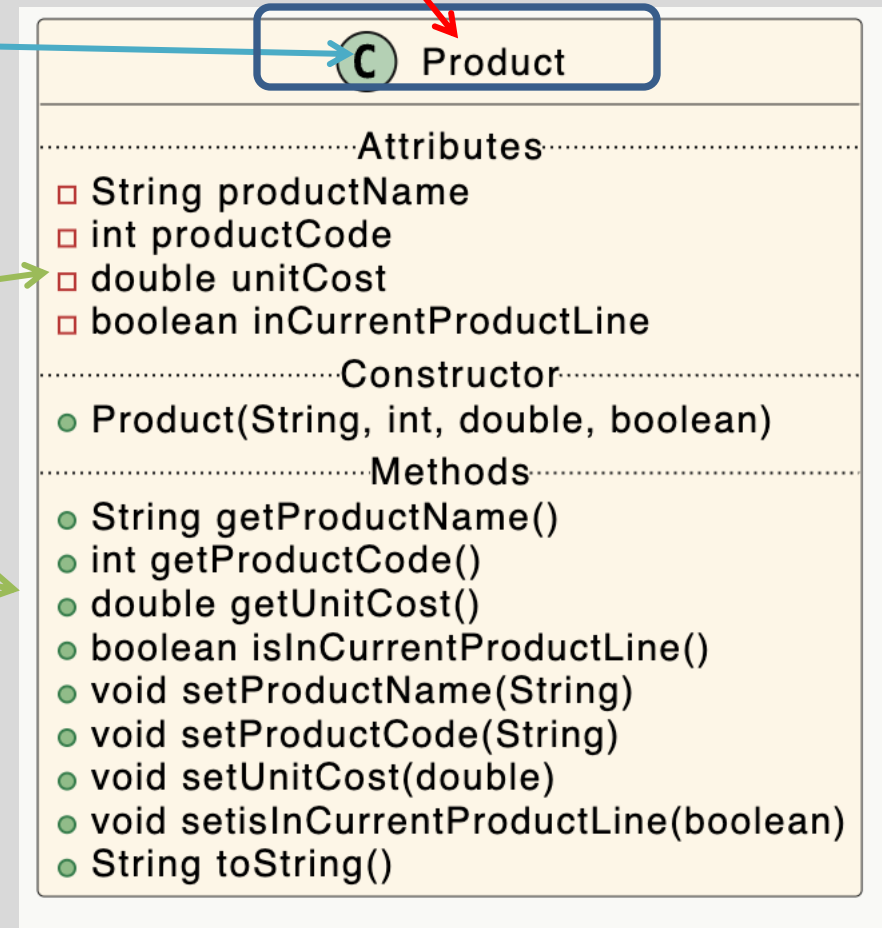 C Product
Attributes
String productName
int productCode
double unitCost
boolean inCurrentProductLine
Constructor
Product(String, int, double, boolean)
Methods
String getProductName()
int getProductCode()
double getUnitCost()
boolean isInCurrentProductLine()
void setProductName(String)
void setProductCode(String)
void setUnitCost(double)
void setisInCurrentProductLine(boolean)
String toString()